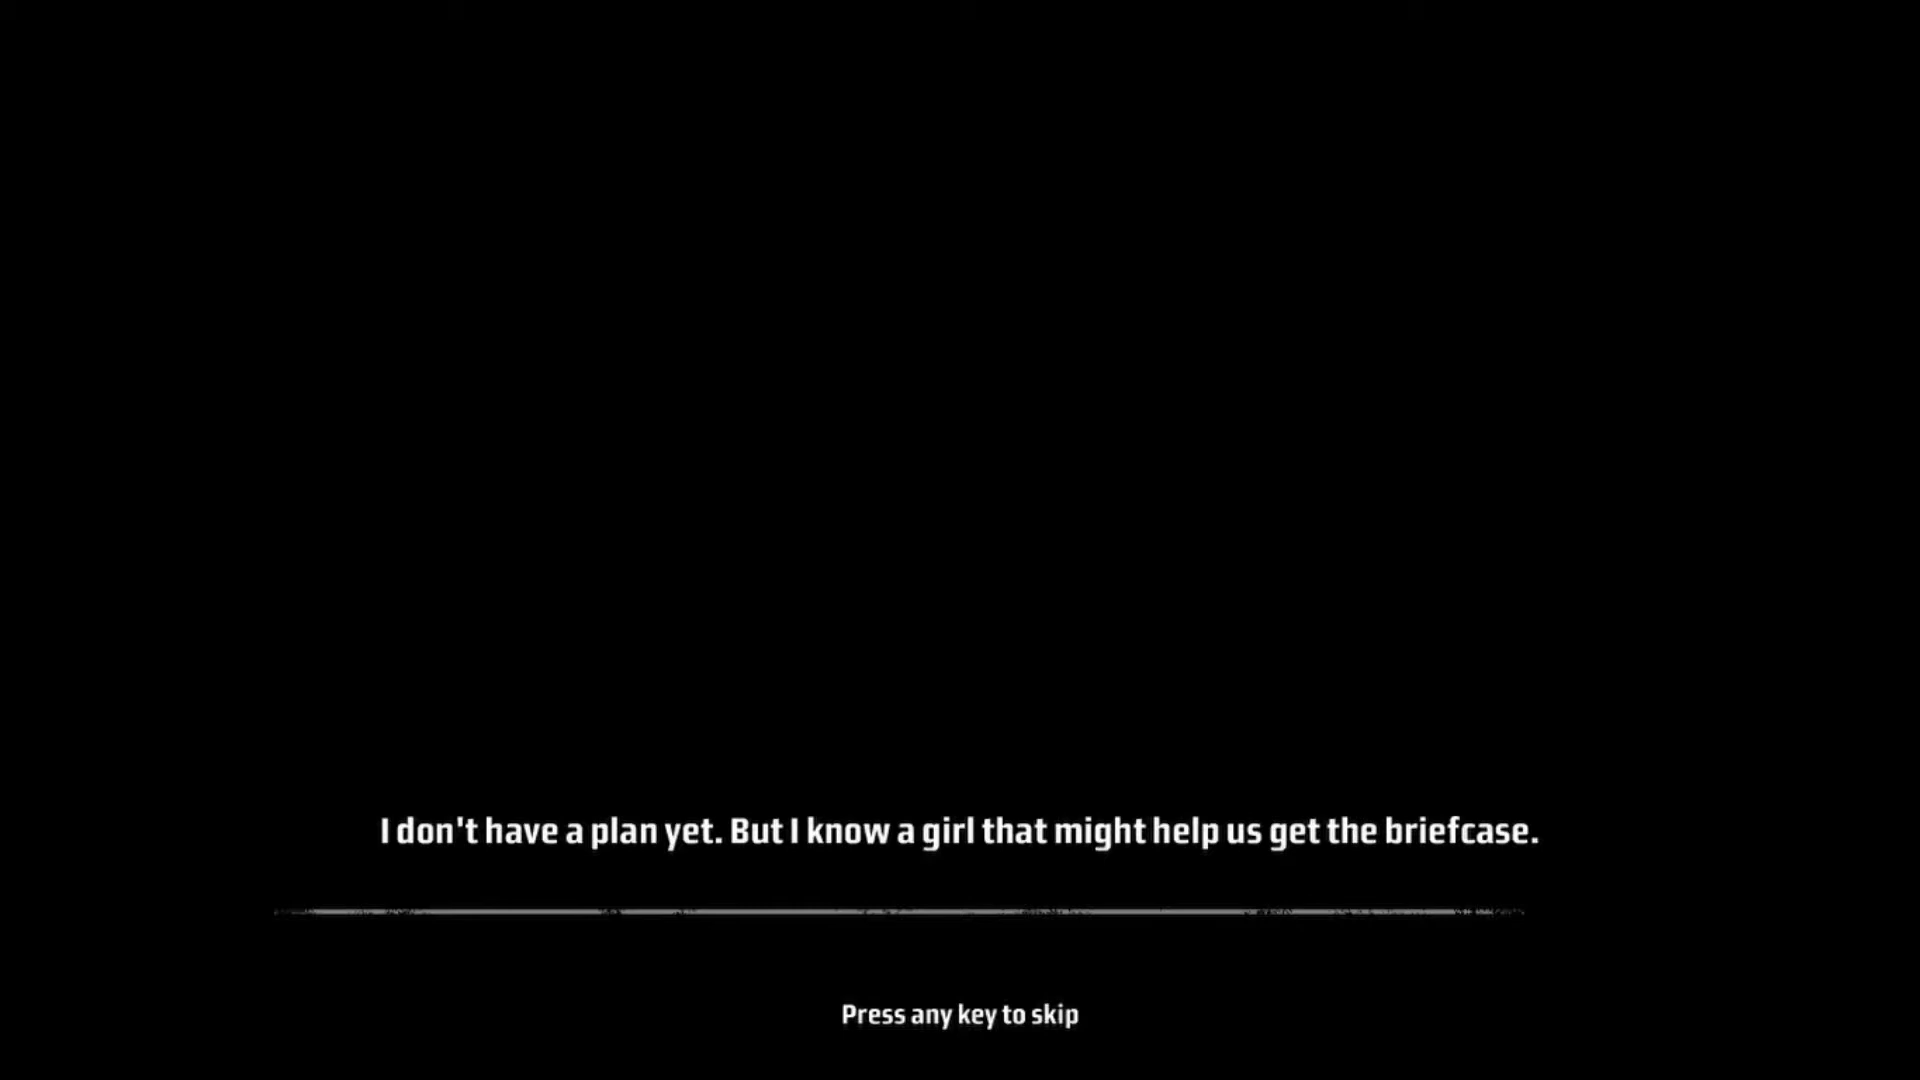 I don't have a plan yet. But I know a girl that might help us get the briefcase.
Press any key to skip